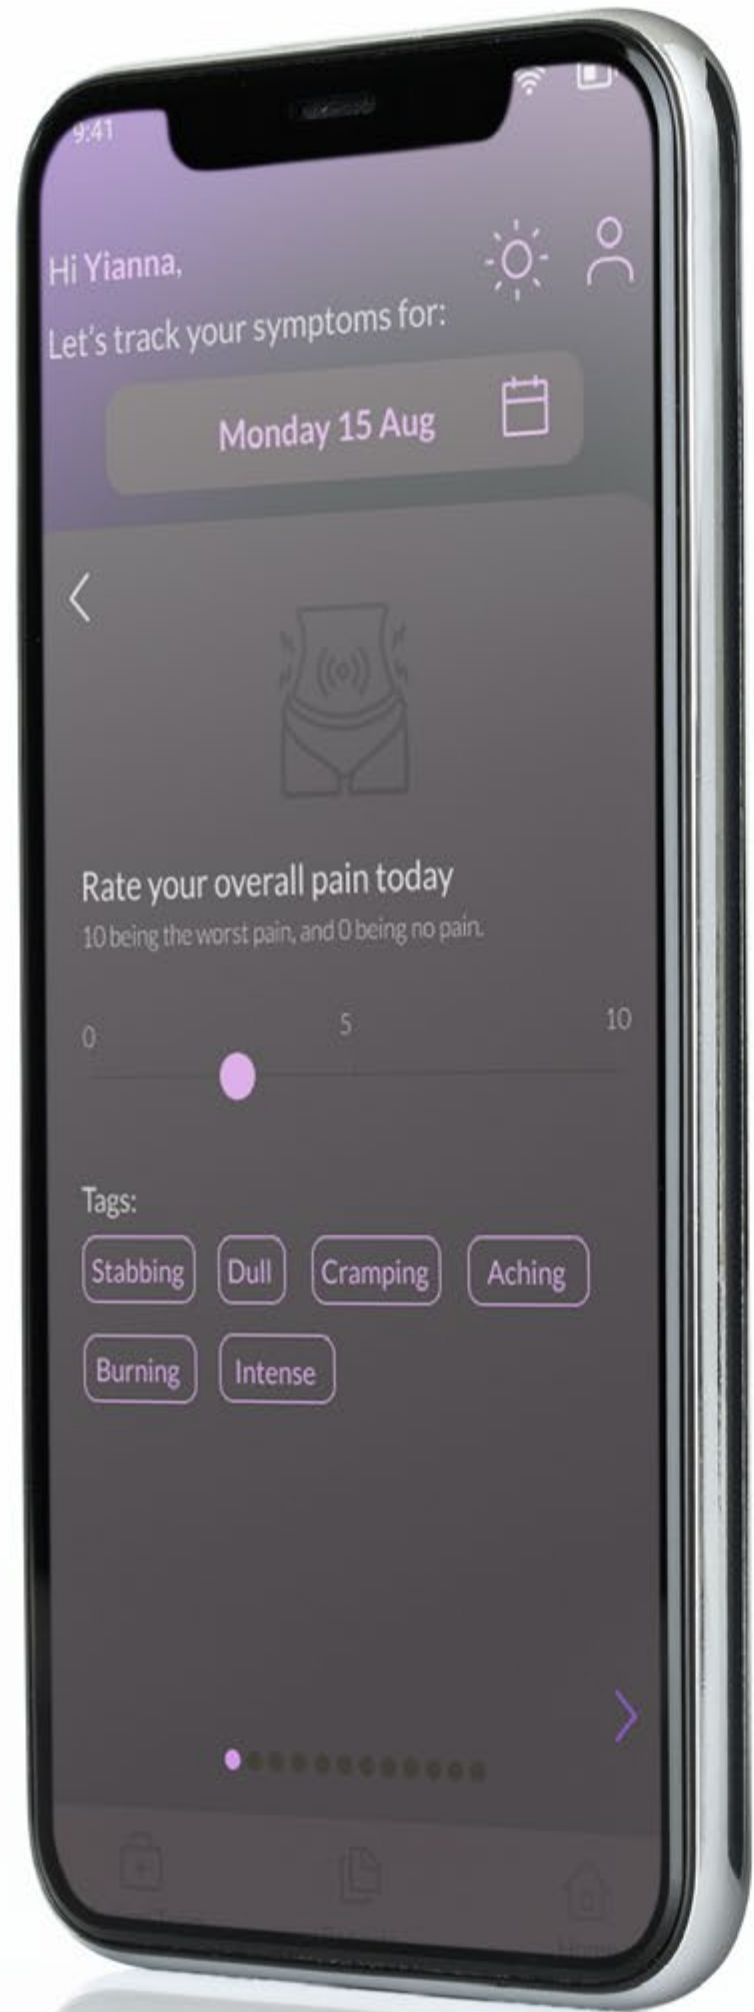 9:41
Hi Yianna,
Let's track your symptoms for:
Monday 15 Aug
Rate your overall pain today
10 being the worst pain, and 0 being no pain.
0 5 10
Tags:
Stabbing Dull Cramping Aching
Burning Intense